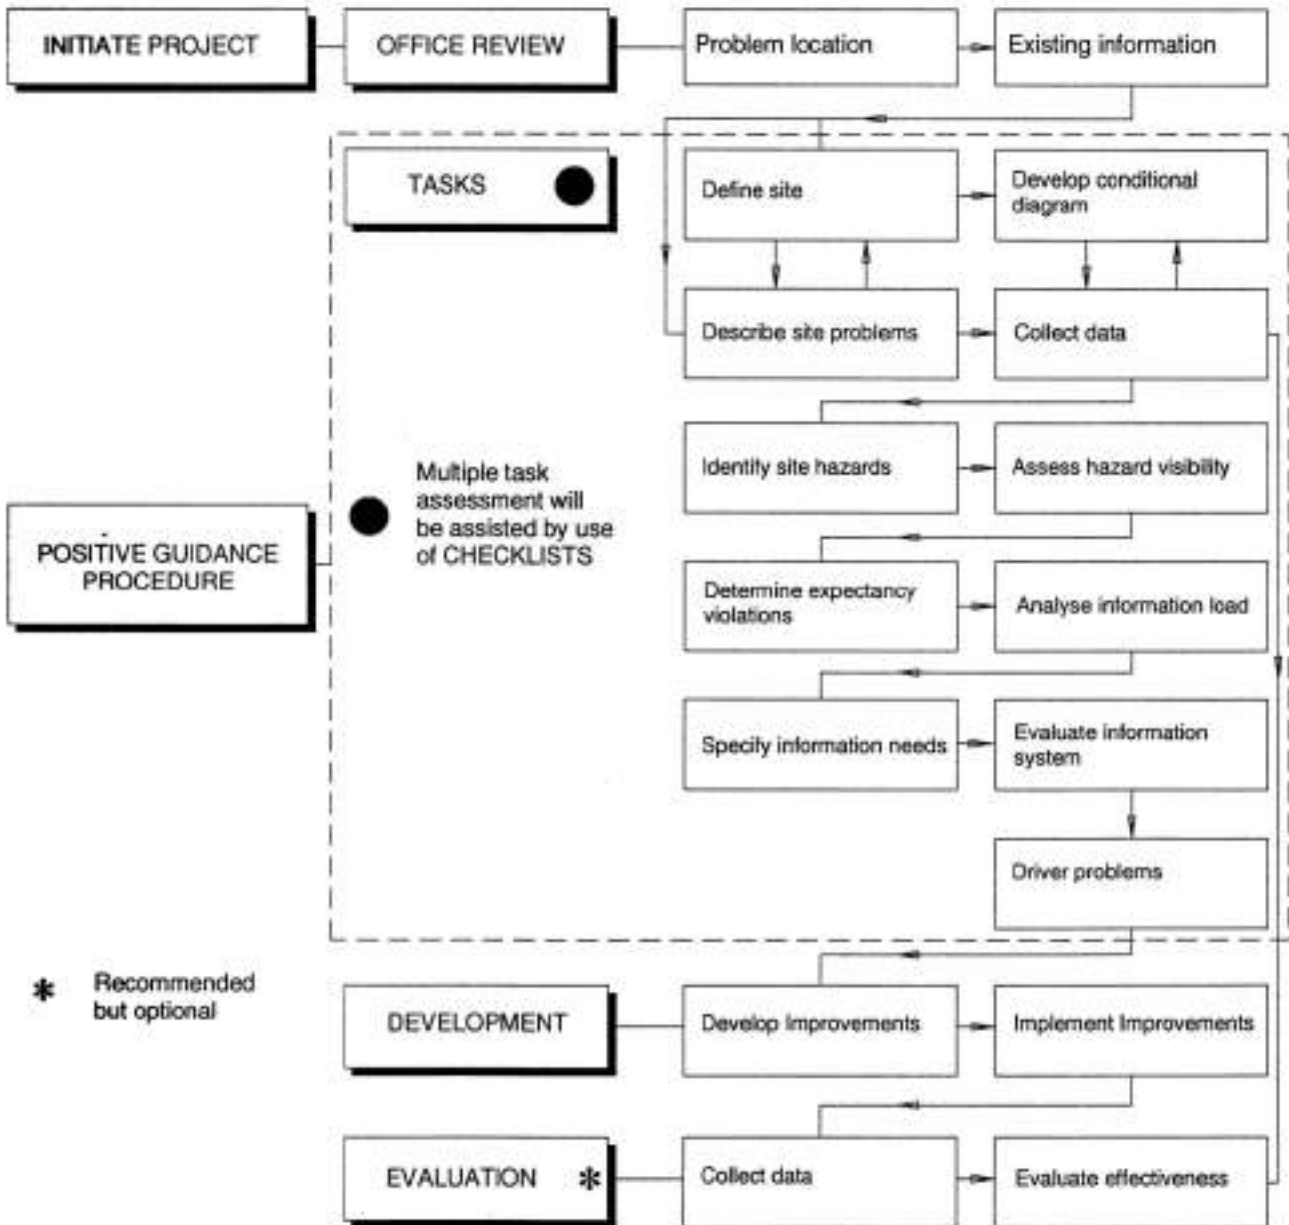 INITIATE PROJECT
OFFICE REVIEW
Problem location
Existing information
TASKS
Define site
Develop conditional
diagram
Describe site problems
Collect data
Identify site hazards
Assess hazard visibility
Multiple task
assessment will
be assisted by use
of CHECKLISTS
POSITIVE GUIDANCE
PROCEDURE
Determine expectancy
violations
Analyse information load
Specify information needs
Evaluate information
system
Driver problems
* Recommended
but optional
DEVELOPMENT
Develop Improvements
Implement Improvements
EVALUATION *
Collect data
Evaluate effectiveness